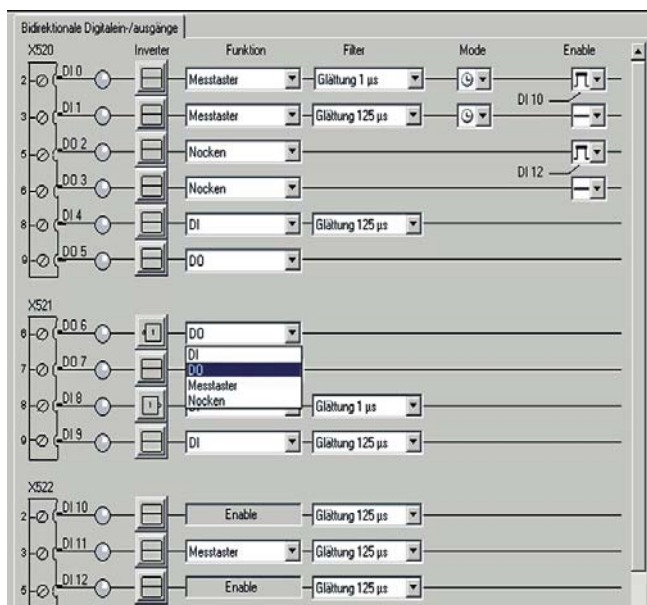 Bidirektionale Digitalein-/ausgänge
X520 Inverter Funktion Filter Mode Enable
2 DI 0 Messtaster Glättung 1 µs
DI 10
3 DI 1 Messtaster Glättung 125 µs
5 DO 2 Nocken
DI 12
6 DO 3 Nocken
8 DI 4 DI Glättung 125 µs
9 DO 5 DO
X521
6 DO 6 DO
DI
7 DO 7 DO
Messtaster
Nocken
8 DI 8 Glättung 1 µs
9 DI 9 DI Glättung 125 µs
X522
2 DI 10 Enable Glättung 125 µs
3 DI 11 Messtaster Glättung 125 µs
5 DI 12 Enable Glättung 125 µs